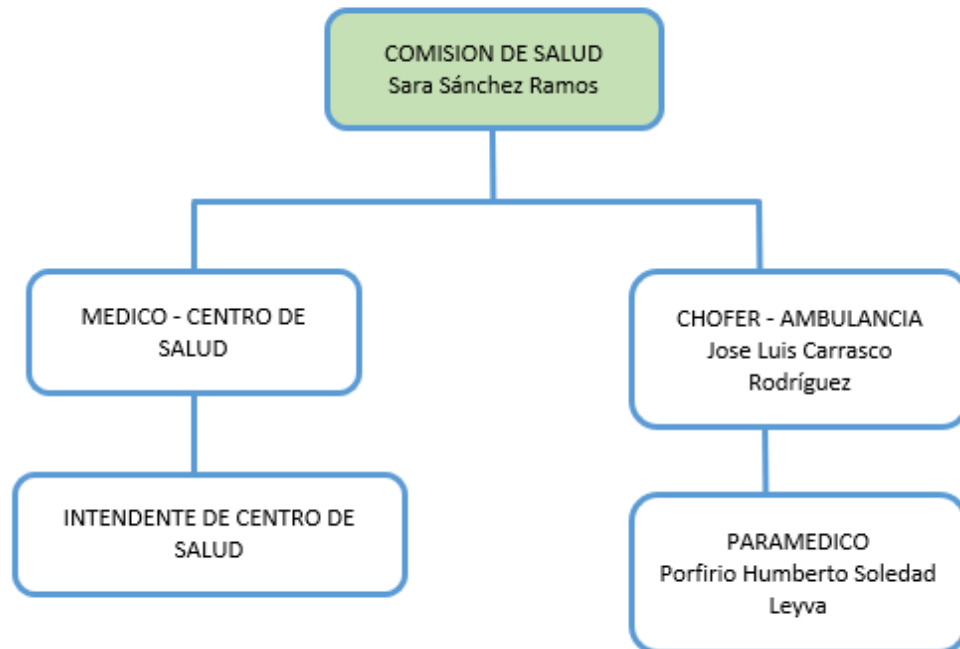 COMISION DE SALUD
Sara Sánchez Ramos
MEDICO - CENTRO DE
SALUD
CHOFER - AMBULANCIA
Jose Luis Carrasco
Rodríguez
INTENDENTE DE CENTRO DE
SALUD
PARAMEDICO
Porfirio Humberto Soledad
Leyva